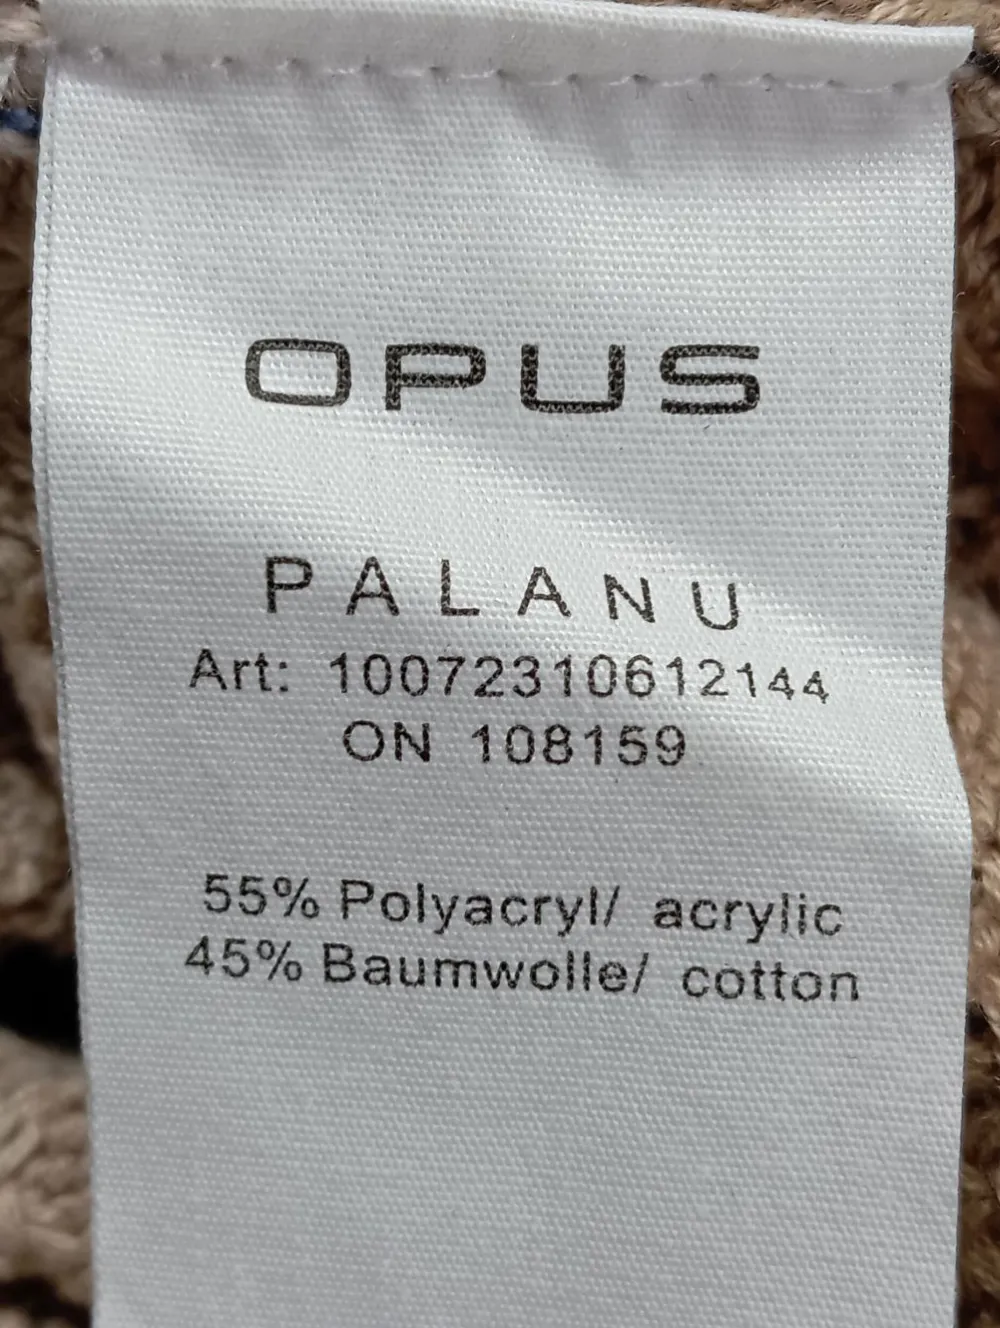 OPUS
PALANU
Art: 10072310612144
ON 108159
55% Polyacryl/ acrylic
45% Baumwolle/ cotton